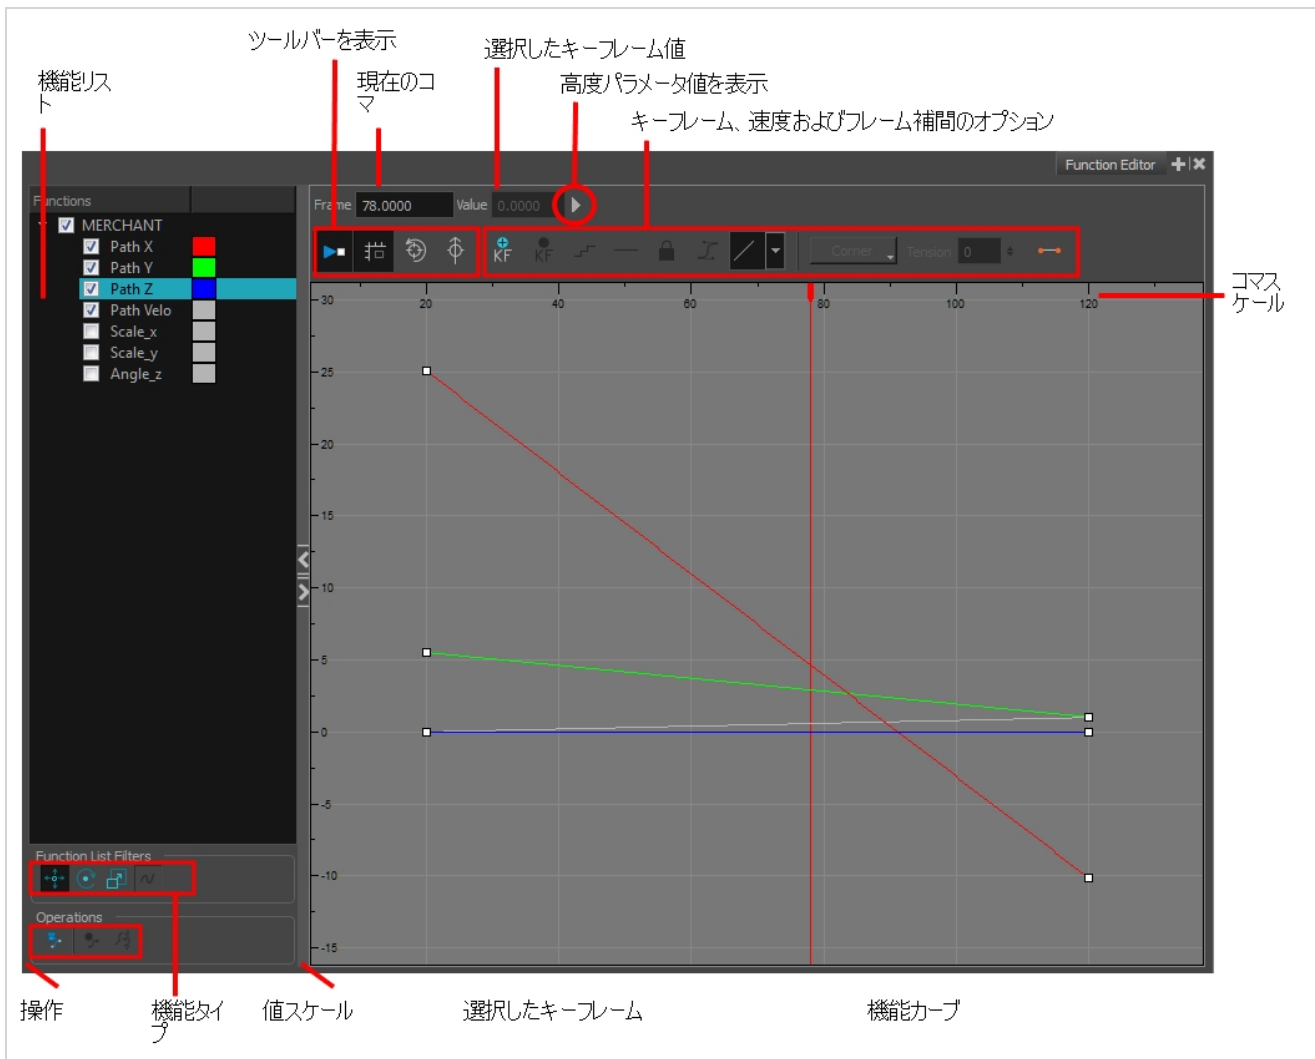 ツールバーを表示
選択したキーフレーム値
機能リス
ト
現在のコ
マ
高度パラメータ値を表示
キーフレーム、速度およびフレーム補間のオプション
Function Editor
Functions
Frame 78.0000 Value 0.0000
MERCHANT
Path X
Path Y
Path Z
Path Velo
Scale_x
Scale_y
Angle_z
KF KF Corner Tension 0
コマス
ケール
30 20 40 60 80 100 120
25
20
15
10
5
0
-5
-10
-15
Function List Filters
Operations
操作
機能タイ
プ
値スケール
選択したキーフレーム
機能カーブ